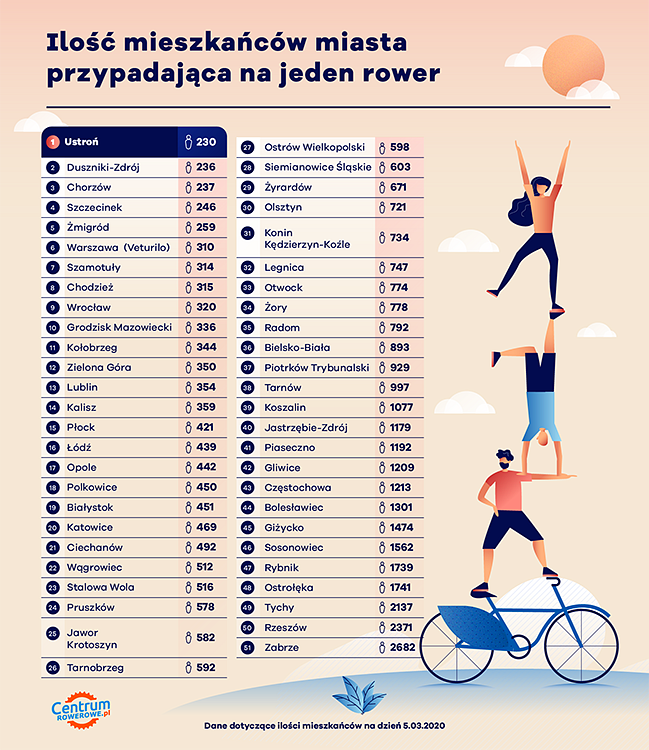 Ilość mieszkańców miasta
przypadająca na jeden rower
1 Ustroń 230
2 Duszniki-Zdrój 236
3 Chorzów 237
4 Szczecinek 246
5 Żmigród 259
6 Warszawa (Veturilo) 310
7 Szamotuły 314
8 Chodzież 315
9 Wrocław 320
10 Grodzisk Mazowiecki 336
11 Kołobrzeg 344
12 Zielona Góra 350
13 Lublin 354
14 Kalisz 359
15 Płock 421
16 Łódź 439
17 Opole 442
18 Polkowice 450
19 Białystok 451
20 Katowice 469
21 Ciechanów 492
22 Wągrowiec 512
23 Stalowa Wola 516
24 Pruszków 578
25 Jawor
Krotoszyn 582
26 Tarnobrzeg 592
27 Ostrów Wielkopolski 598
28 Siemianowice Śląskie 603
29 Żyrardów 671
30 Olsztyn 721
31 Konin
Kędzierzyn-Koźle 734
32 Legnica 747
33 Otwock 774
34 Żory 778
35 Radom 792
36 Bielsko-Biała 893
37 Piotrków Trybunalski 929
38 Tarnów 997
39 Koszalin 1077
40 Jastrzębie-Zdrój 1179
41 Piaseczno 1192
42 Gliwice 1209
43 Częstochowa 1213
44 Bolesławiec 1301
45 Giżycko 1474
46 Sosonowiec 1562
47 Rybnik 1739
48 Ostrołęka 1741
49 Tychy 2137
50 Rzeszów 2371
51 Zabrze 2682
Centrum
ROWEROWE.pl
Dane dotyczące ilości mieszkańców na dzień 5.03.2020